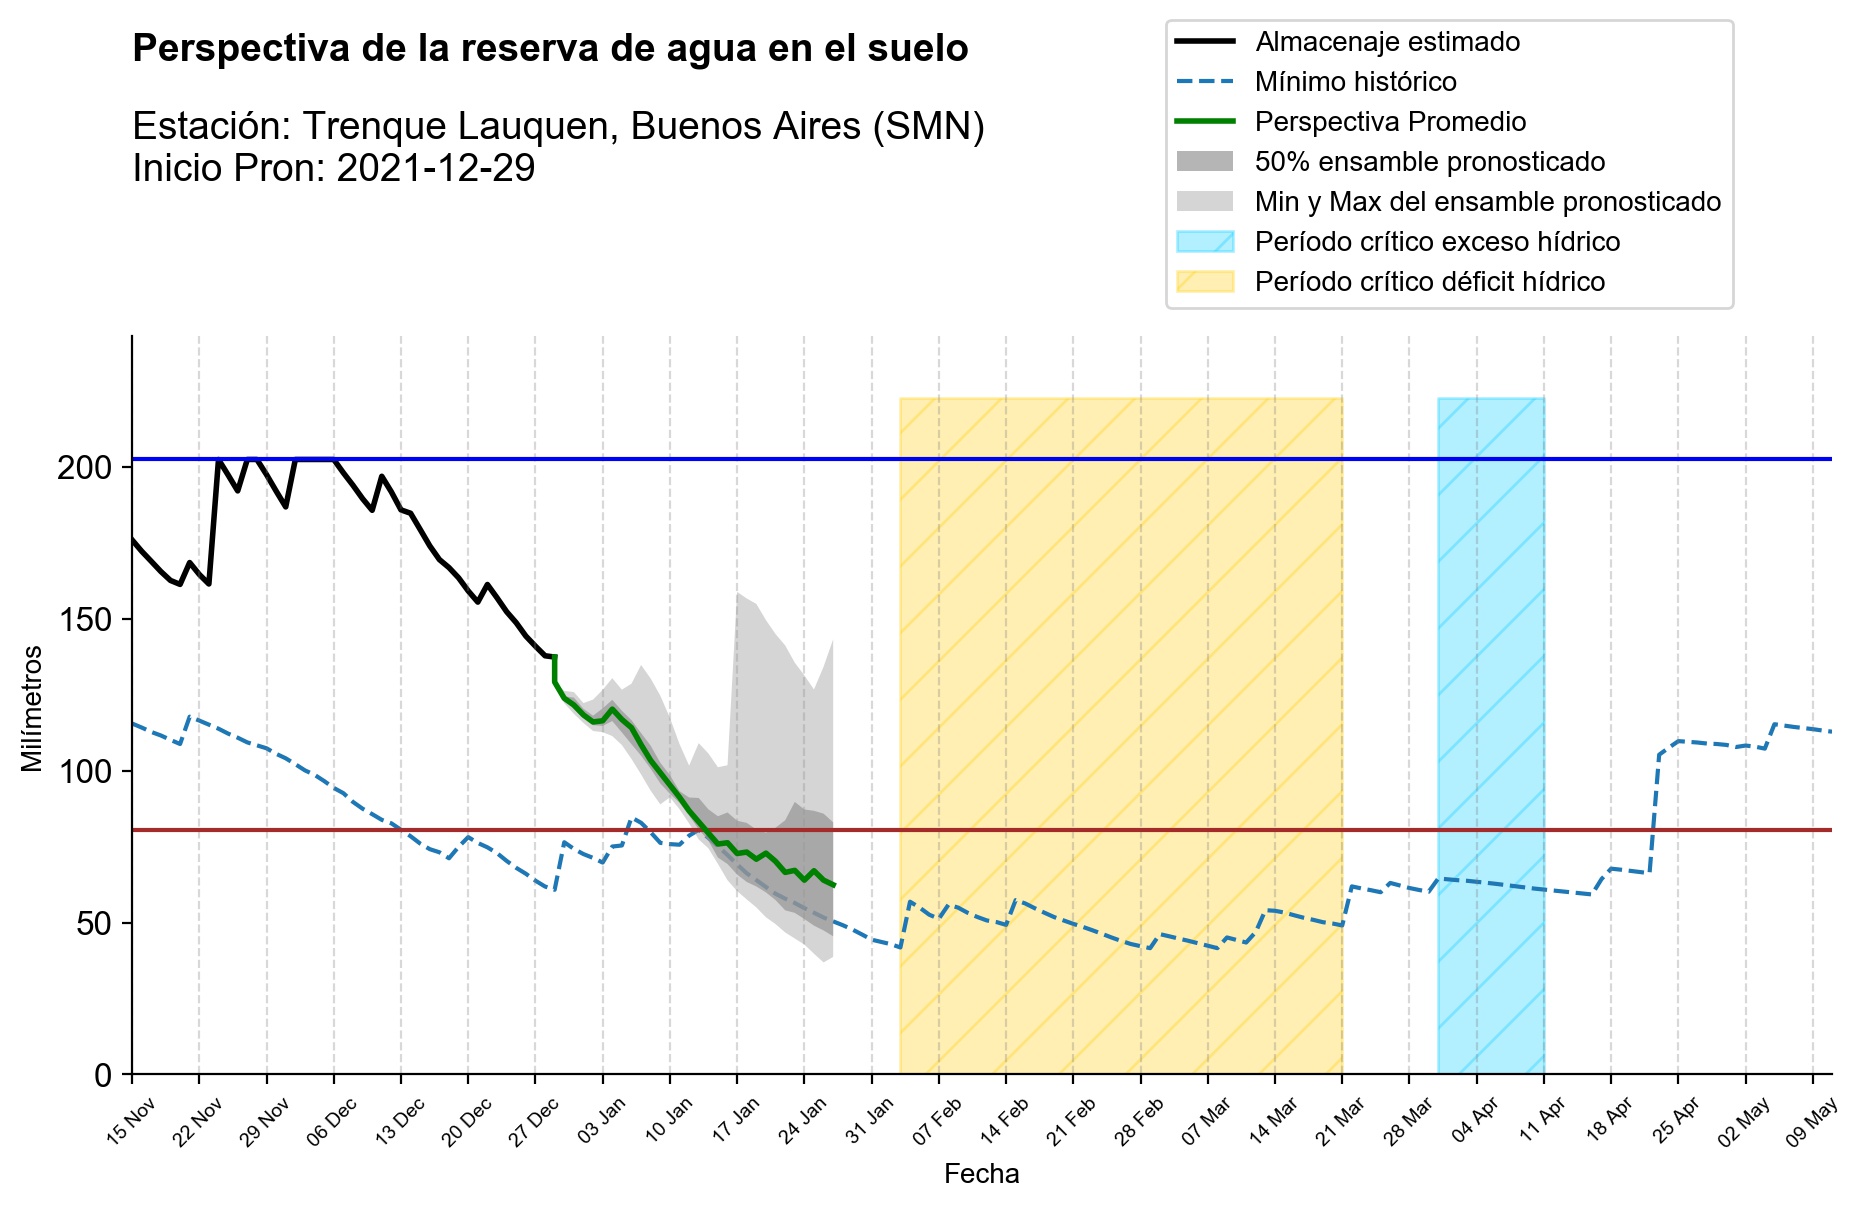 Perspectiva de la reserva de agua en el suelo
Estación: Trenque Lauquen, Buenos Aires (SMN)
Inicio Pron: 2021-12-29
Almacenaje estimado
Mínimo histórico
Perspectiva Promedio
50% ensamble pronosticado
Min y Max del ensamble pronosticado
Período crítico exceso hídrico
Período crítico déficit hídrico
Milímetros
200
150
100
50
0
15 Nov
22 Nov
29 Nov
06 Dec
13 Dec
20 Dec
27 Dec
03 Jan
10 Jan
17 Jan
24 Jan
31 Jan
07 Feb
14 Feb
21 Feb
28 Feb
07 Mar
14 Mar
21 Mar
28 Mar
04 Apr
11 Apr
18 Apr
25 Apr
02 May
09 May
Fecha